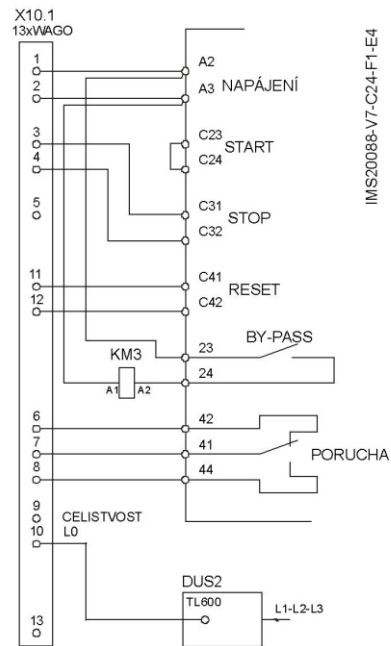 X10.1
13xWAGO
1
2
3
4
5
11
12
6
7
8
9
10
13
A2
A3
NAPÁJENÍ
C23
START
C24
C31
STOP
C32
C41
RESET
C42
BY-PASS
23
24
KM3
A1 A2
42
41
44
PORUCHA
CELISTVOST
L0
DUS2
TL600
L1-L2-L3
IMS20088-V7-C24-F1-E4